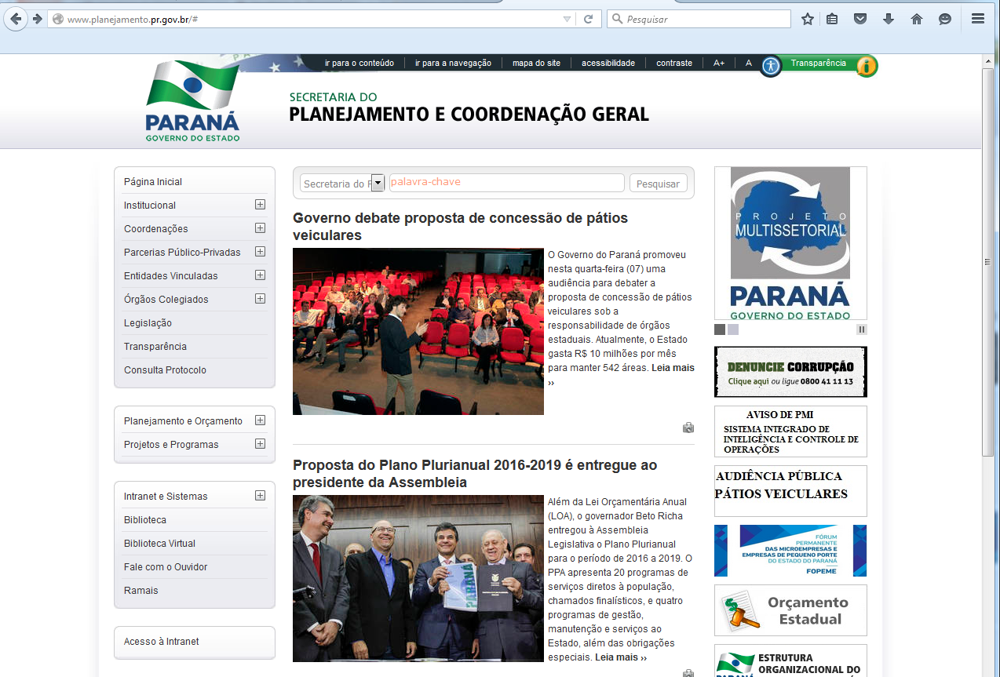 www.planejamento.pr.gov.br/#
Pesquisar
ir para o conteúdo
ir para a navegação
mapa do site
acessibilidade
contraste
A+
A
Transparência
PARANÁ
GOVERNO DO ESTADO
SECRETARIA DO
PLANEJAMENTO E COORDENAÇÃO GERAL
Página Inicial
Institucional
Coordenações
Parcerias Público-Privadas
Entidades Vinculadas
Órgãos Colegiados
Legislação
Transparência
Consulta Protocolo
Planejamento e Orçamento
Projetos e Programas
Intranet e Sistemas
Biblioteca
Biblioteca Virtual
Fale com o Ouvidor
Ramais
Acesso à Intranet
Secretaria do P
palavra-chave
Pesquisar
Governo debate proposta de concessão de pátios
veiculares
O Governo do Paraná promoveu
nesta quarta-feira (07) uma
audiência para debater a
proposta de concessão de pátios
veiculares sob a
responsabilidade de órgãos
estaduais. Atualmente, o Estado
gasta R$ 10 milhões por mês
para manter 542 áreas. Leia mais
››
Proposta do Plano Plurianual 2016-2019 é entregue ao
presidente da Assembleia
PARANÁ
Além da Lei Orçamentária Anual
(LOA), o governador Beto Richa
entregou à Assembleia
Legislativa o Plano Plurianual
para o período de 2016 a 2019. O
PPA apresenta 20 programas de
serviços diretos à população,
chamados finalísticos, e quatro
programas de gestão,
manutenção e serviços ao
Estado, além das obrigações
especiais. Leia mais ››
PROJETO
MULTISSETORIAL
PARANÁ
GOVERNO DO ESTADO
DENUNCIE CORRUPÇÃO
Clique aqui ou ligue 0800 41 11 13
AVISO DE PMI
SISTEMA INTEGRADO DE
INTELIGÊNCIA E CONTROLE DE
OPERAÇÕES
AUDIÊNCIA PÚBLICA
PÁTIOS VEICULARES
FÓRUM
PERMANENTE
DAS MICROEMPRESAS E
EMPRESAS DE PEQUENO PORTE
DO ESTADO DO PARANÁ
FOPEME
Orçamento
Estadual
ESTRUTURA
ORGANIZACIONAL DO